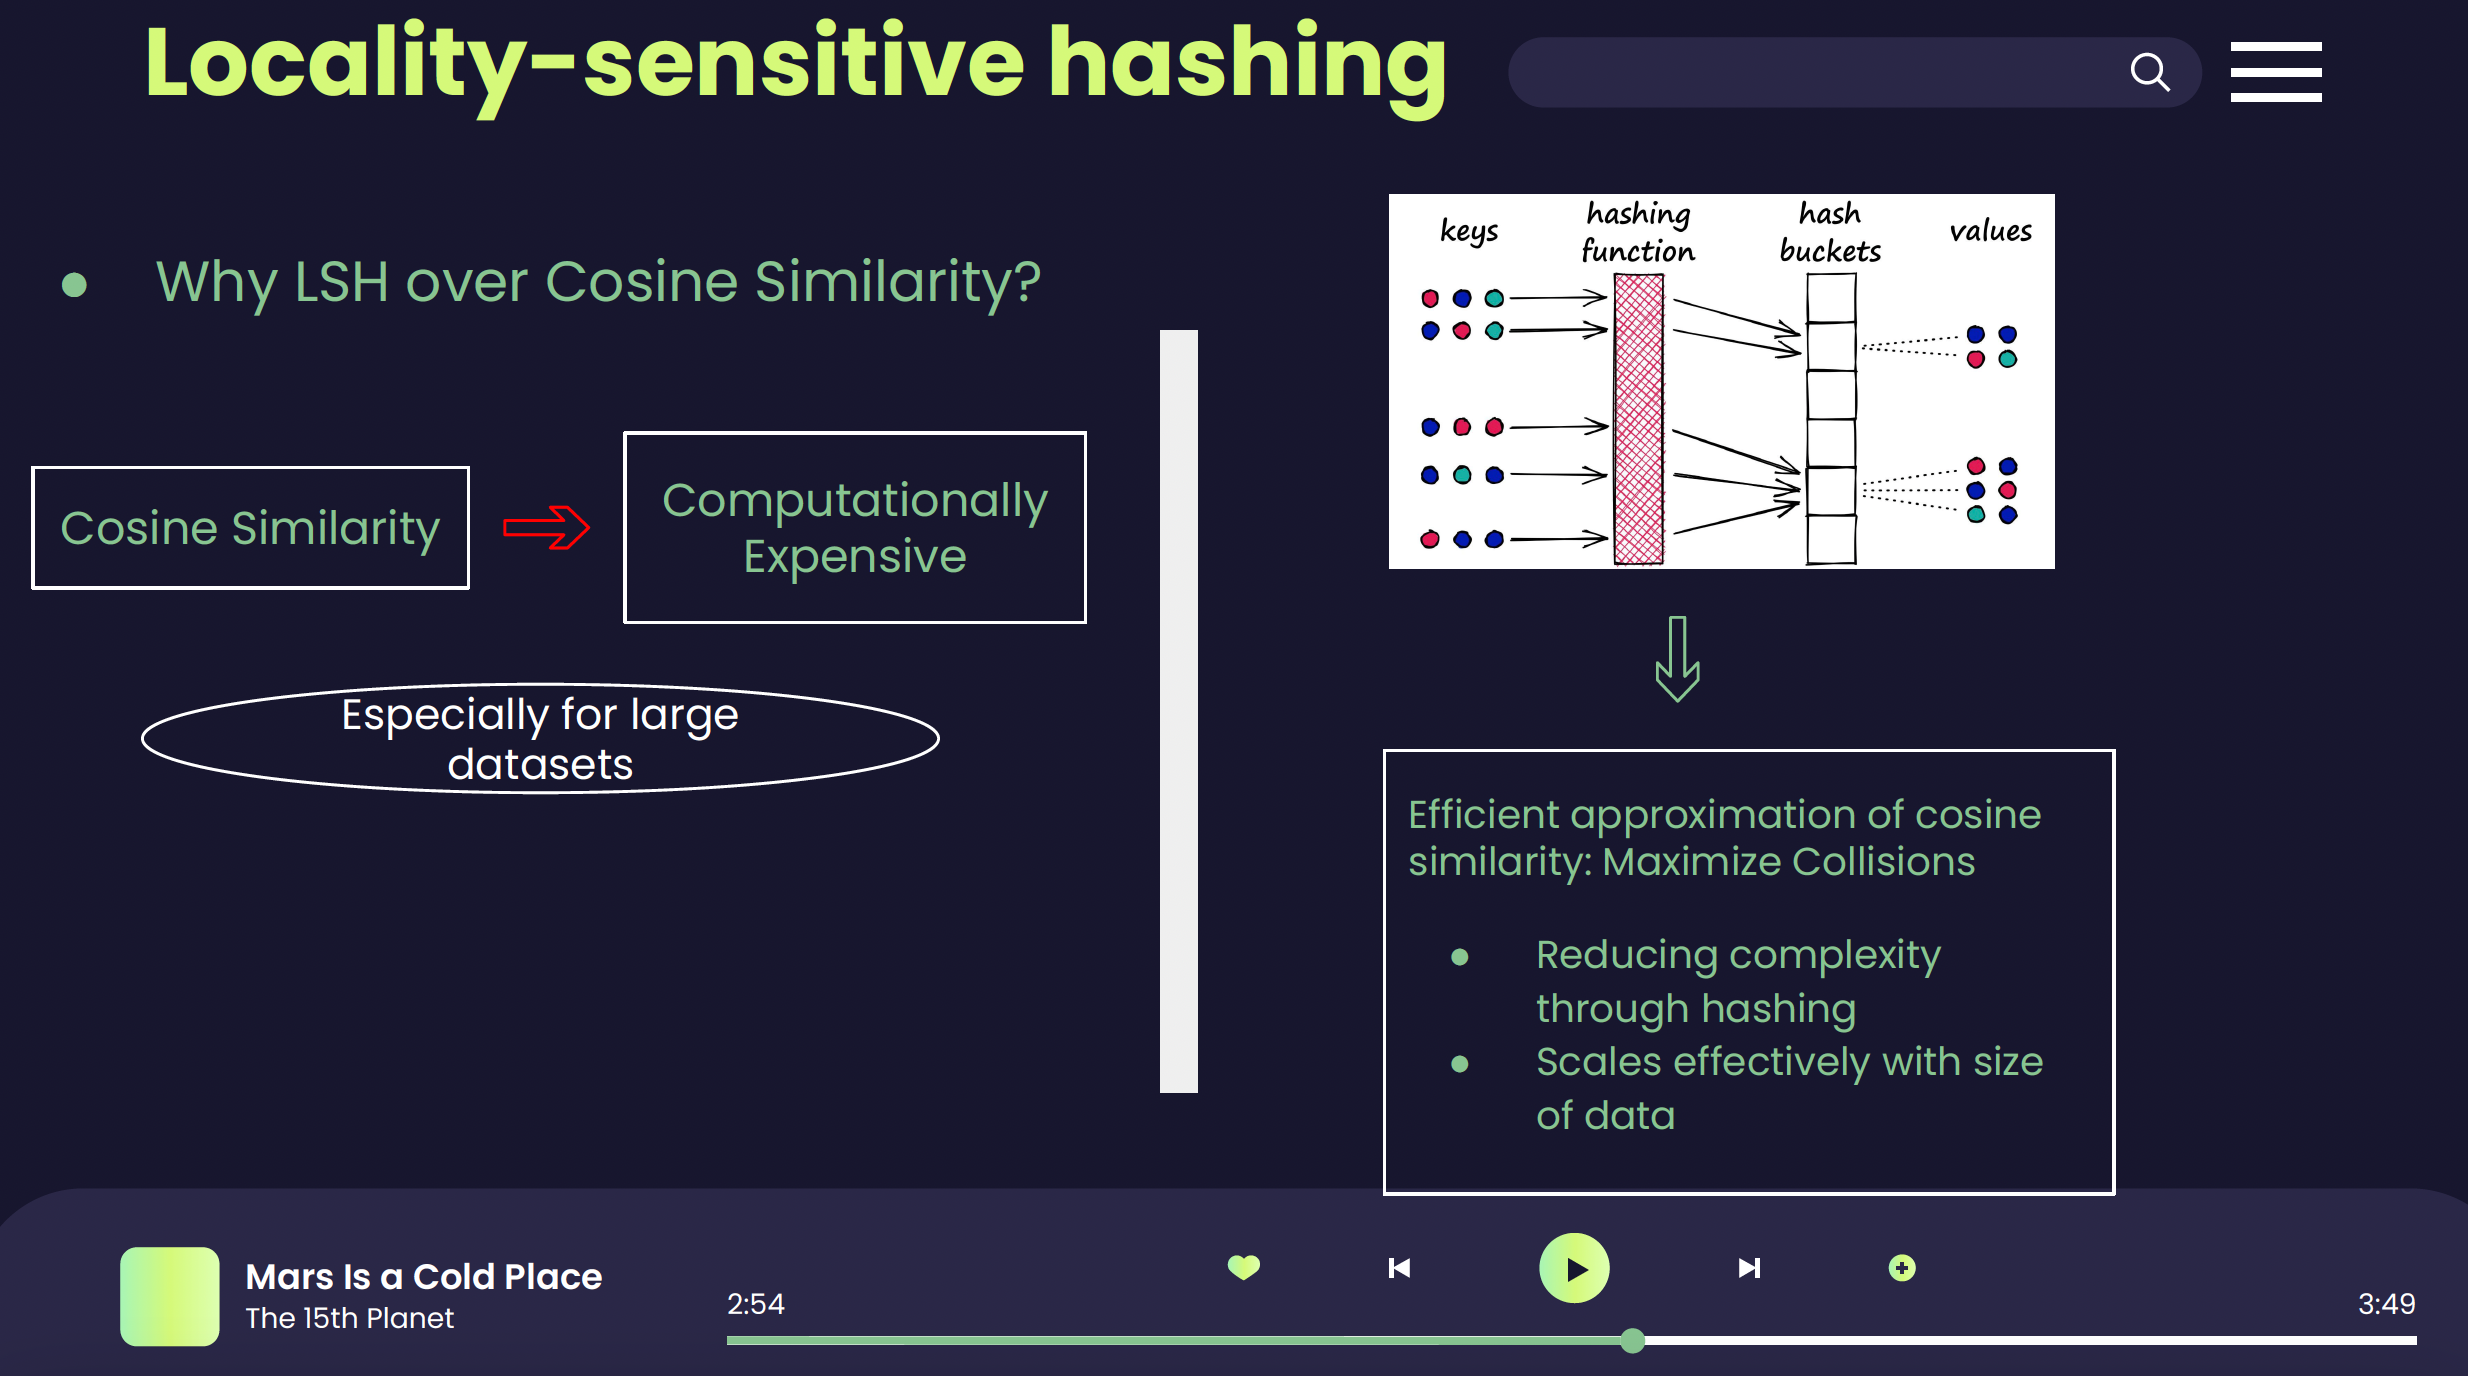 Locality-sensitive hashing
Why LSH over Cosine Similarity?
Cosine Similarity
Computationally
Expensive
Especially for large
datasets
keys
hashing
function
hash
buckets
values
Efficient approximation of cosine
similarity: Maximize Collisions
Reducing complexity
through hashing
Scales effectively with size
of data
Mars Is a Cold Place
The 15th Planet
2:54
3:49